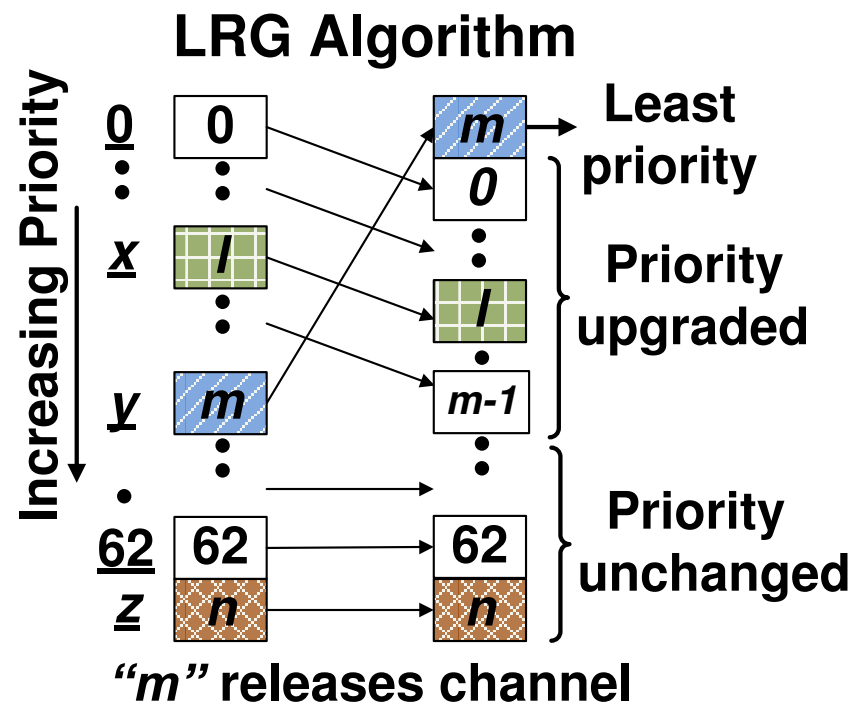 LRG Algorithm
Increasing Priority
0
x
y
62
z
0
l
m
62
n
m
0
l
m-1
62
n
Least
priority
Priority
upgraded
Priority
unchanged
“m” releases channel